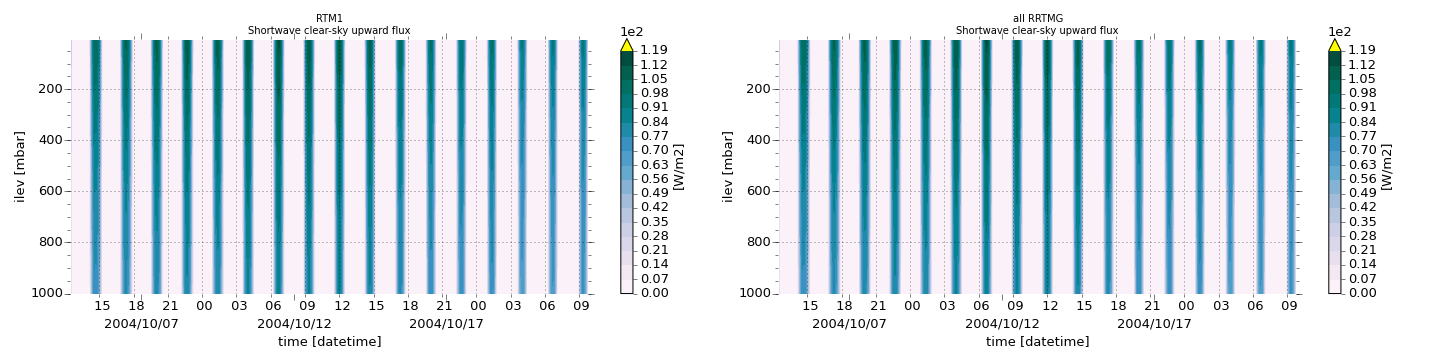 RTM1
Shortwave clear-sky upward flux
1e2
ilev [mbar]
200
400
600
800
1000
15 18 21 00 03 06 09 12 15 18 21 00 03 06 09
2004/10/07 2004/10/12 2004/10/17
time [datetime]
1.19
1.12
1.05
0.98
0.91
0.84
0.77
0.70
0.63
0.56
0.49
0.42
0.35
0.28
0.21
0.14
0.07
0.00
[W/m2]
all RRTMG
Shortwave clear-sky upward flux
1e2
ilev [mbar]
200
400
600
800
1000
15 18 21 00 03 06 09 12 15 18 21 00 03 06 09
2004/10/07 2004/10/12 2004/10/17
time [datetime]
1.19
1.12
1.05
0.98
0.91
0.84
0.77
0.70
0.63
0.56
0.49
0.42
0.35
0.28
0.21
0.14
0.07
0.00
[W/m2]